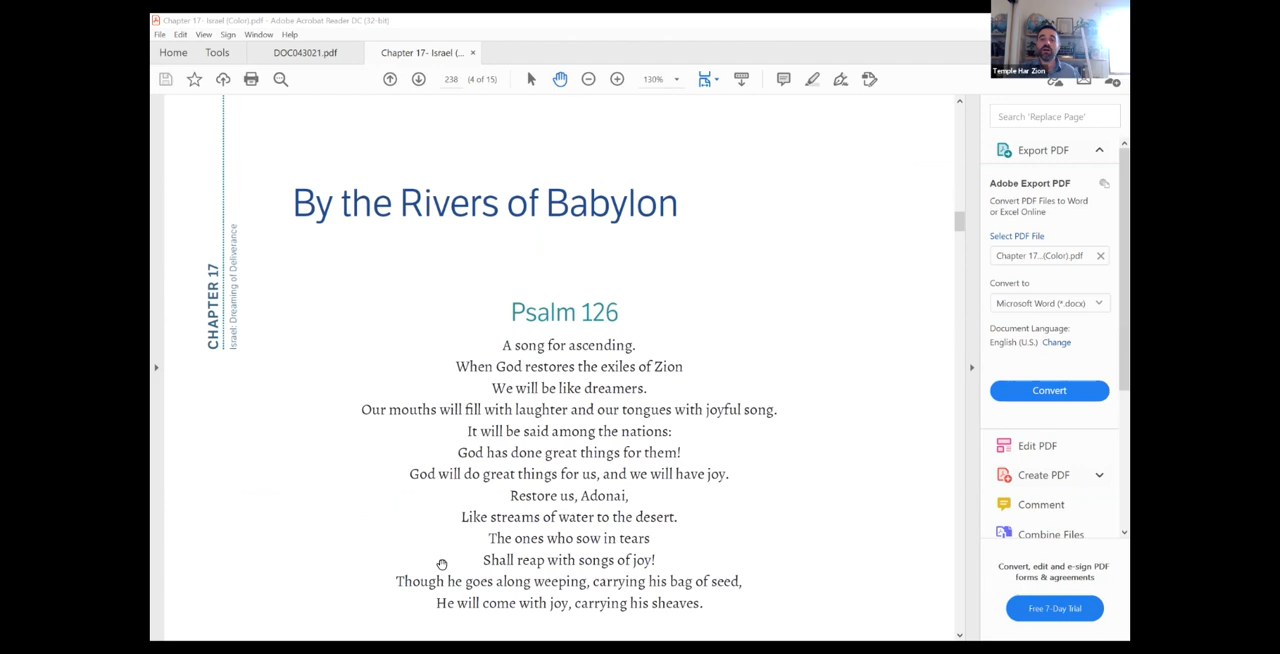 Chapter 17- Israel (Color).pdf - Adobe Acrobat Reader DC (32-bit)
File Edit View Sign Window Help
Home Tools DOC043021.pdf Chapter 17- Israel (... ×
238 (4 of 15) 130%
Temple Har Zion
CHAPTER 17
Israel: Dreaming of Deliverance
By the Rivers of Babylon
Psalm 126
A song for ascending.
When God restores the exiles of Zion
We will be like dreamers.
Our mouths will fill with laughter and our tongues with joyful song.
It will be said among the nations:
God has done great things for them!
God will do great things for us, and we will have joy.
Restore us, Adonai,
Like streams of water to the desert.
The ones who sow in tears
Shall reap with songs of joy!
Though he goes along weeping, carrying his bag of seed,
He will come with joy, carrying his sheaves.
Search 'Replace Page'
Export PDF
Adobe Export PDF
Convert PDF Files to Word
or Excel Online
Select PDF File
Chapter 17...(Color).pdf
Convert to
Microsoft Word (*.docx)
Document Language:
English (U.S.) Change
Convert
Edit PDF
Create PDF
Comment
Combine Files
Convert, edit and e-sign PDF
forms & agreements
Free 7-Day Trial